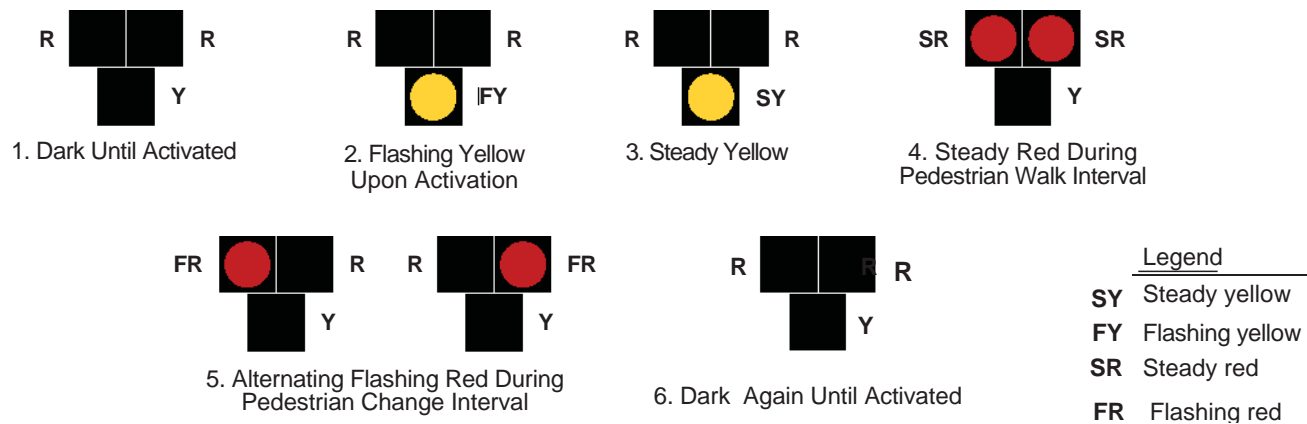 R R
Y
1. Dark Until Activated
R R
FY
2. Flashing Yellow
Upon Activation
R R
SY
3. Steady Yellow
SR SR
Y
4. Steady Red During
Pedestrian Walk Interval
FR R
Y
R FR
Y
5. Alternating Flashing Red During
Pedestrian Change Interval
R R R
Y
6. Dark Again Until Activated
Legend
SY Steady yellow
FY Flashing yellow
SR Steady red
FR Flashing red